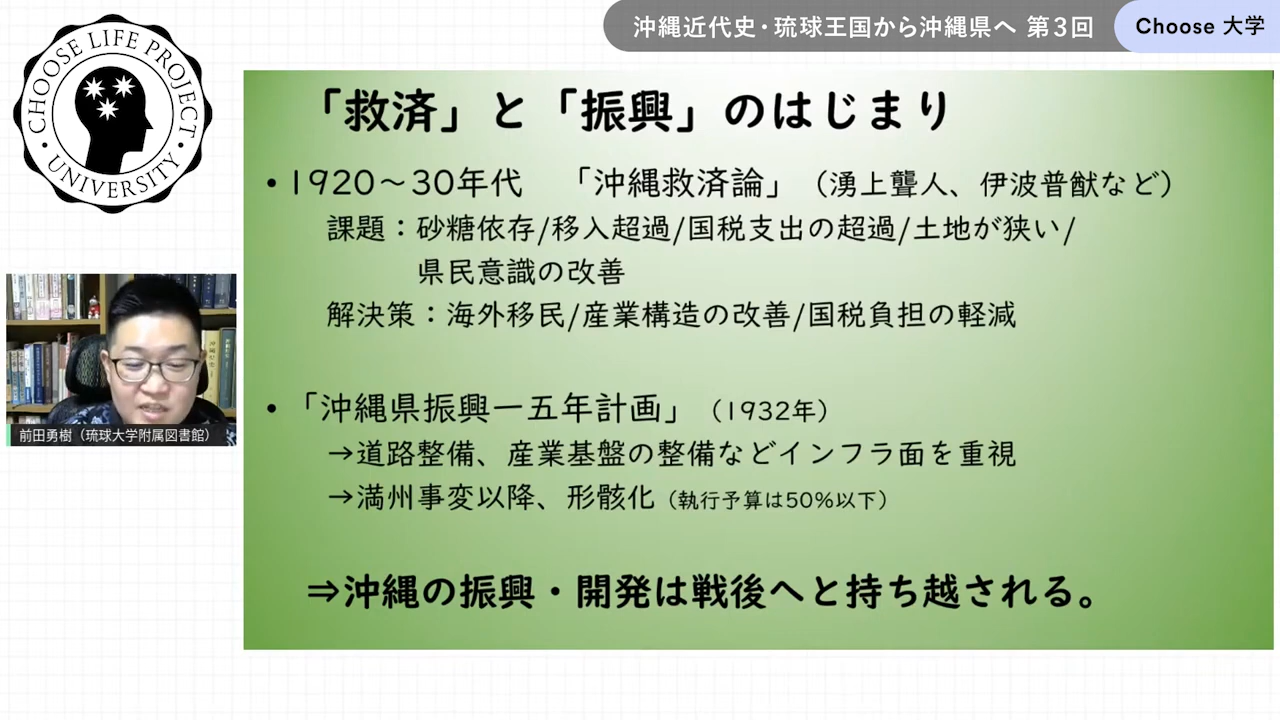 沖縄近代史・琉球王国から沖縄県へ 第3回
Choose 大学
CHOOSE LIFE PROJECT
・UNIVERSITY・
「救済」と「振興」のはじまり
・1920～30年代 「沖縄救済論」（湧上聾人、伊波普猷など）
課題：砂糖依存/移入超過/国税支出の超過/土地が狭い/
県民意識の改善
解決策：海外移民/産業構造の改善/国税負担の軽減
・「沖縄県振興一五年計画」（1932年）
→道路整備、産業基盤の整備などインフラ面を重視
→満州事変以降、形骸化（執行予算は50%以下）
⇒沖縄の振興・開発は戦後へと持ち越される。
前田勇樹（琉球大学附属図書館）